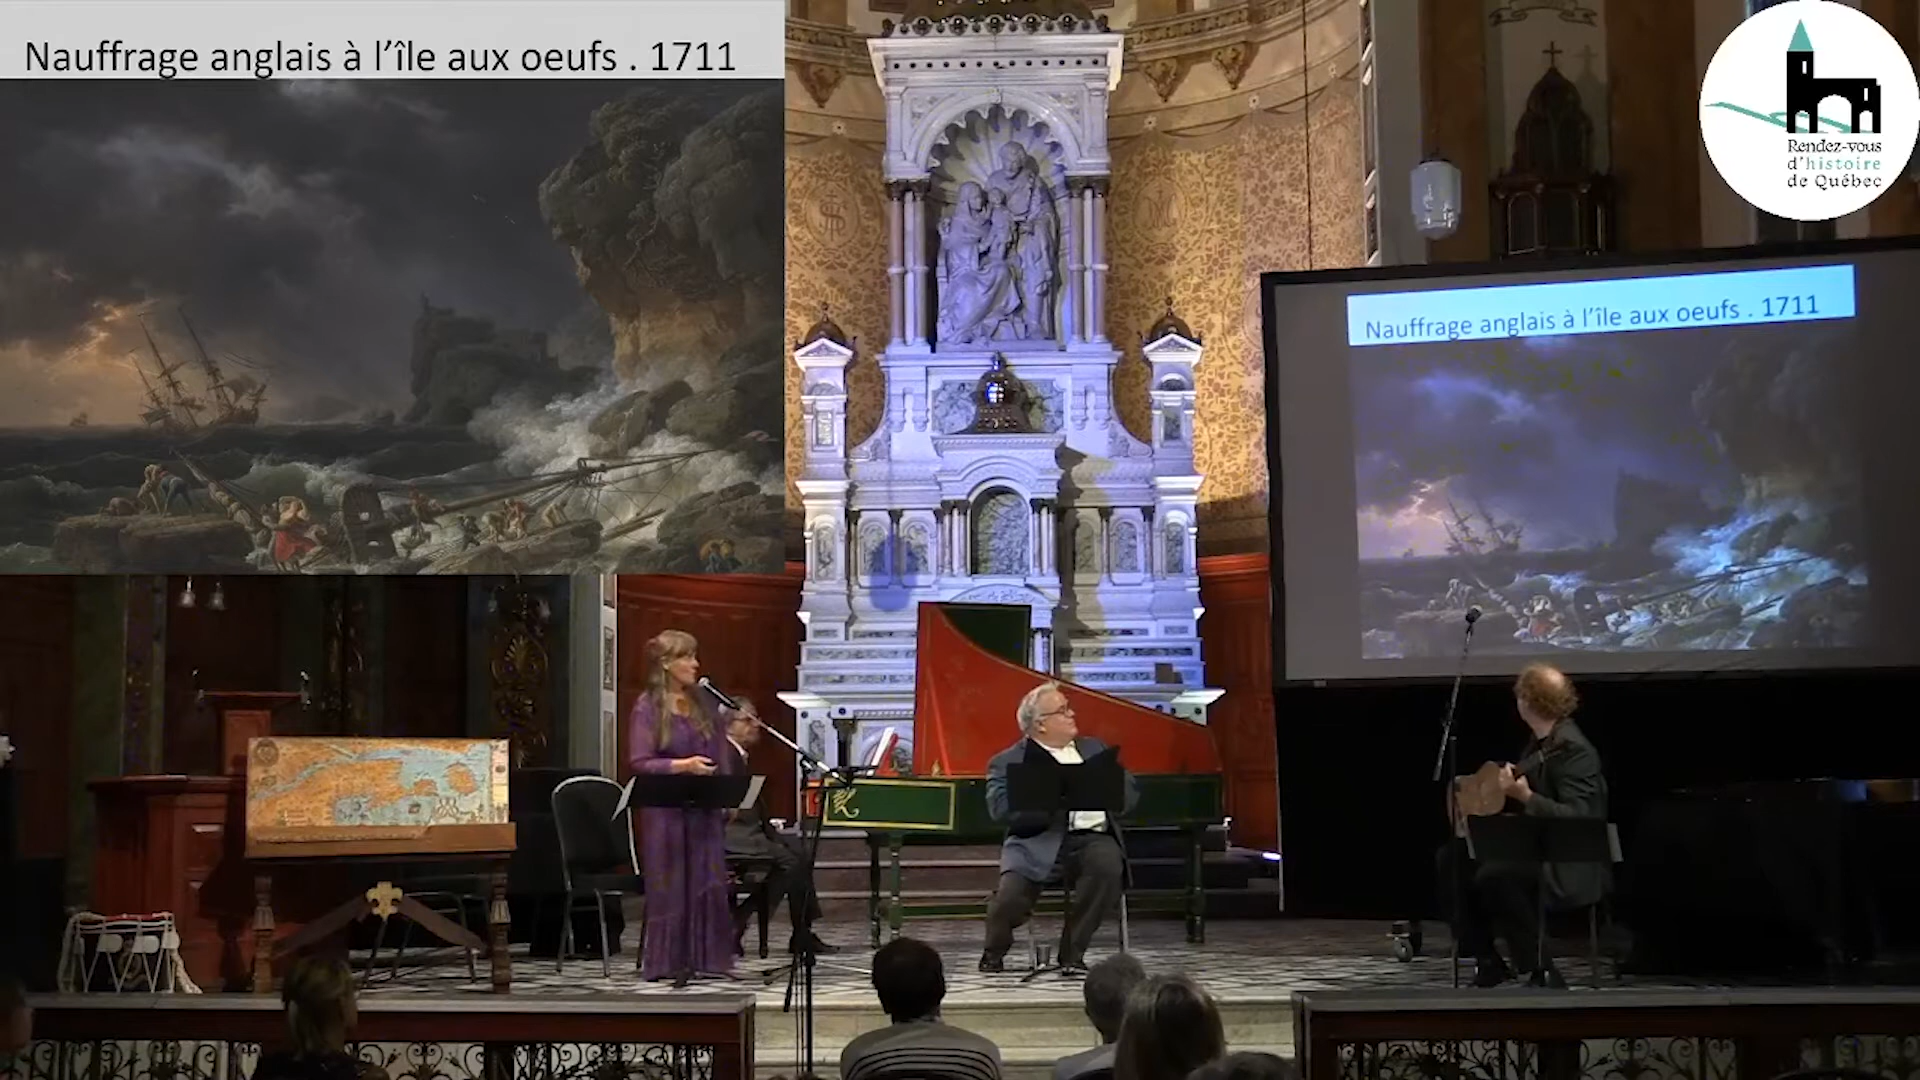 Nauffrage anglais à l’île aux oeufs . 1711
Rendez-vous
d'histoire
de Québec
Nauffrage anglais à l’île aux oeufs . 1711